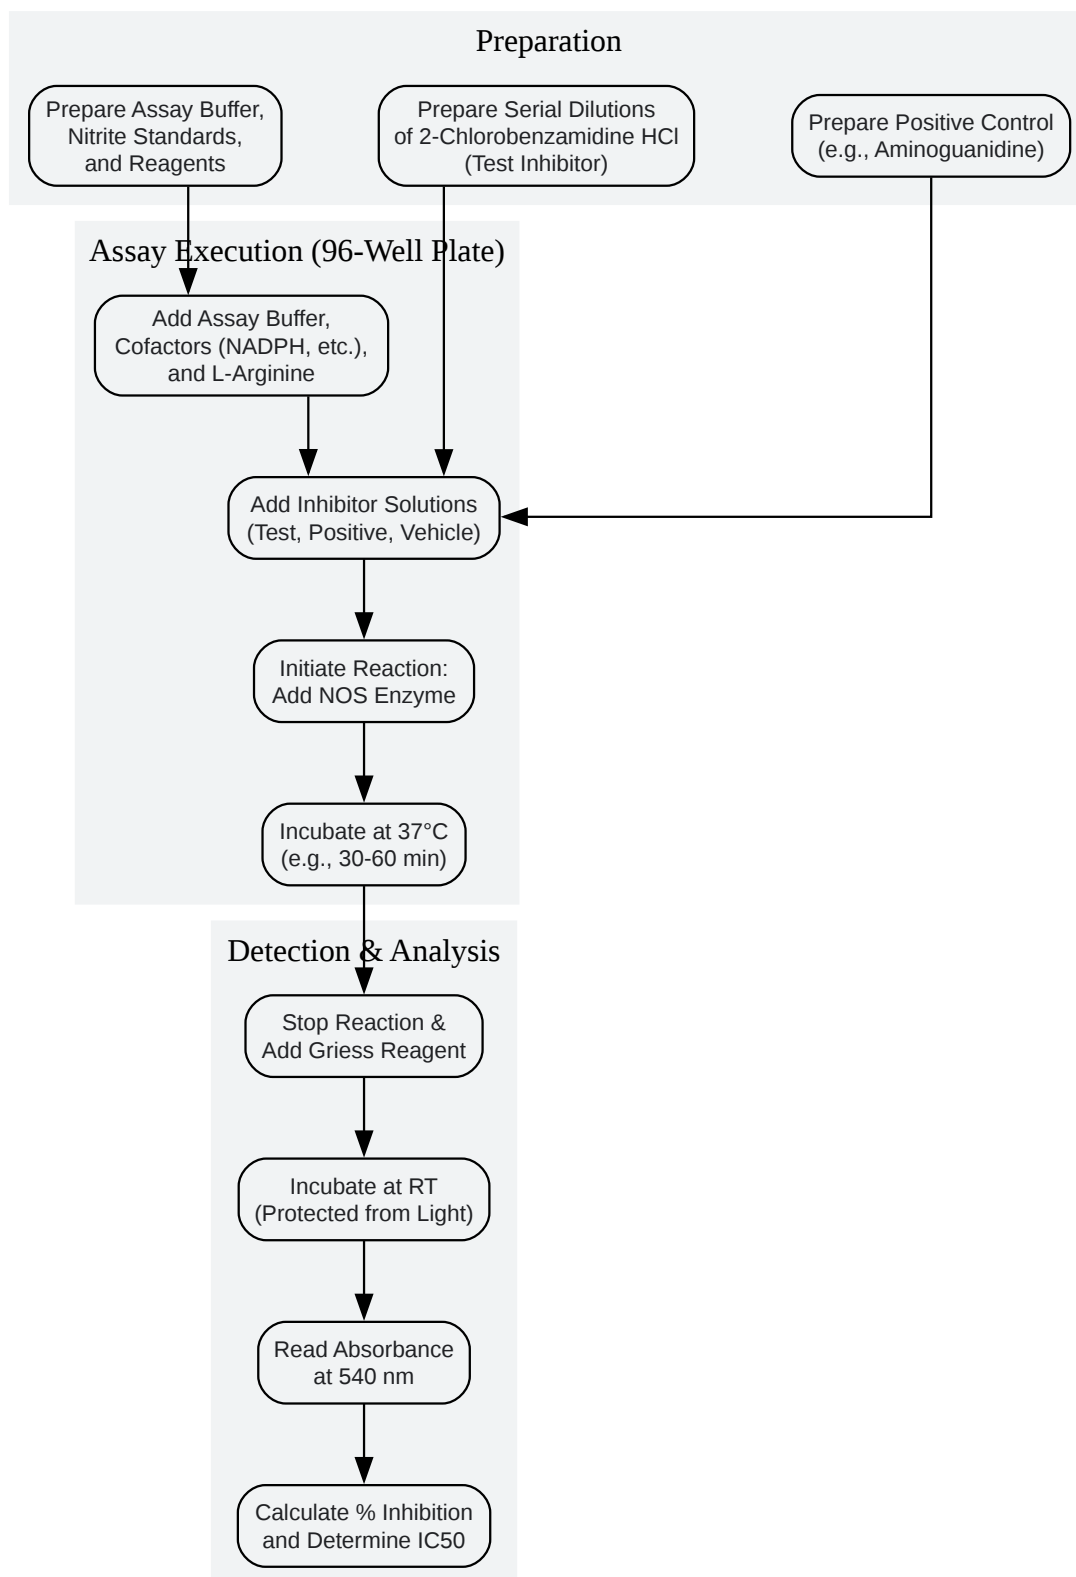 Preparation
Prepare Assay Buffer,
Nitrite Standards,
and Reagents
Prepare Serial Dilutions
of 2-Chlorobenzamidine HCl
(Test Inhibitor)
Prepare Positive Control
(e.g., Aminoguanidine)
Assay Execution (96-Well Plate)
Add Assay Buffer,
Cofactors (NADPH, etc.),
and L-Arginine
Add Inhibitor Solutions
(Test, Positive, Vehicle)
Initiate Reaction:
Add NOS Enzyme
Incubate at 37°C
(e.g., 30-60 min)
Detection & Analysis
Stop Reaction &
Add Griess Reagent
Incubate at RT
(Protected from Light)
Read Absorbance
at 540 nm
Calculate % Inhibition
and Determine IC50